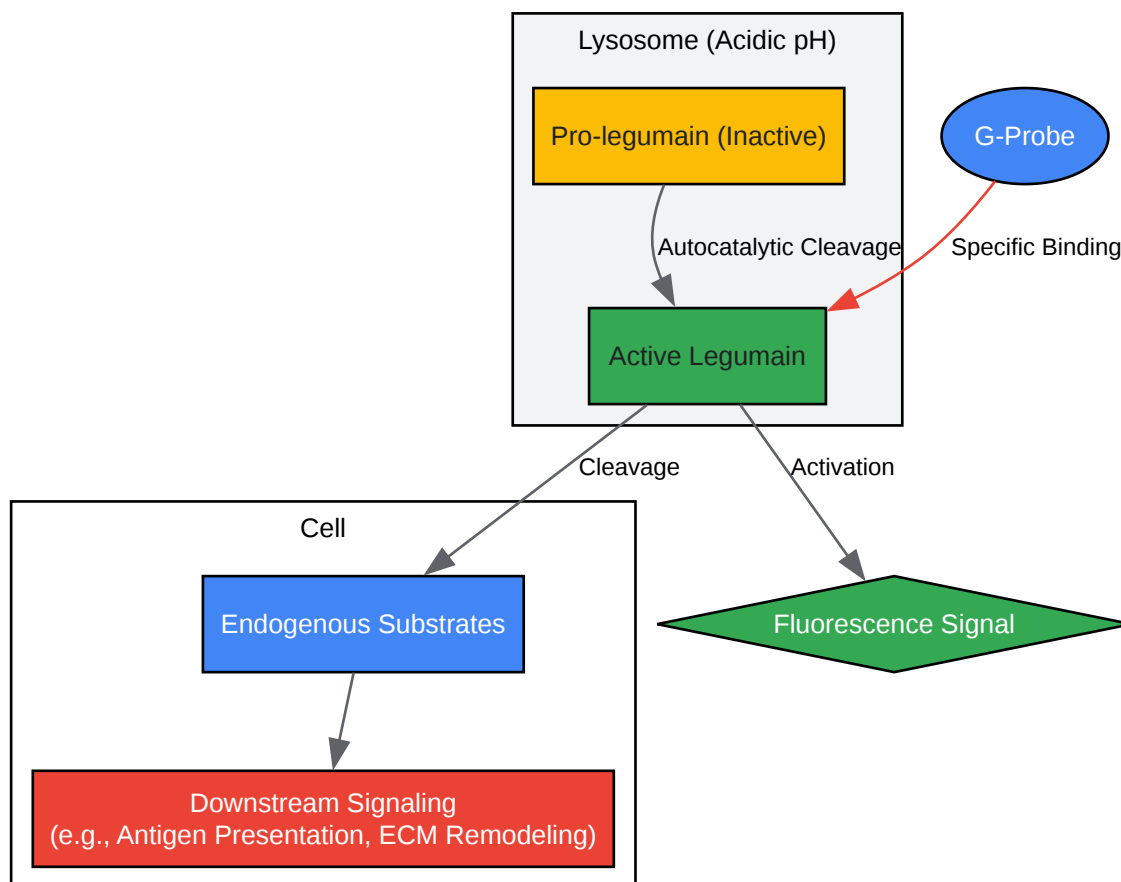 Lysosome (Acidic pH)
Pro-legumain (Inactive)
G-Probe
Autocatalytic Cleavage
Specific Binding
Active Legumain
Cleavage
Activation
Cell
Endogenous Substrates
Fluorescence Signal
Downstream Signaling
(e.g., Antigen Presentation, ECM Remodeling)